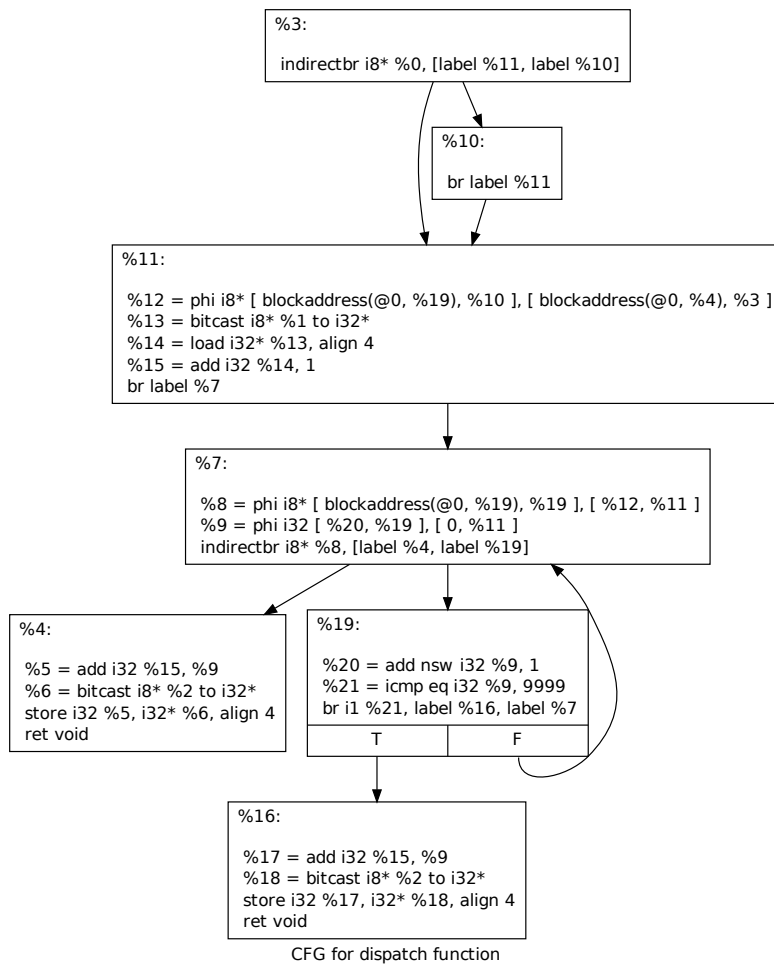 %3:
indirectbr i8* %0, [label %11, label %10]
%10:
br label %11
%11:
%12 = phi i8* [ blockaddress(@0, %19), %10 ], [ blockaddress(@0, %4), %3 ]
%13 = bitcast i8* %1 to i32*
%14 = load i32* %13, align 4
%15 = add i32 %14, 1
br label %7
%7:
%8 = phi i8* [ blockaddress(@0, %19), %19 ], [ %12, %11 ]
%9 = phi i32 [ %20, %19 ], [ 0, %11 ]
indirectbr i8* %8, [label %4, label %19]
%4:
%5 = add i32 %15, %9
%6 = bitcast i8* %2 to i32*
store i32 %5, i32* %6, align 4
ret void
%19:
%20 = add nsw i32 %9, 1
%21 = icmp eq i32 %9, 9999
br i1 %21, label %16, label %7
T
F
%16:
%17 = add i32 %15, %9
%18 = bitcast i8* %2 to i32*
store i32 %17, i32* %18, align 4
ret void
CFG for dispatch function